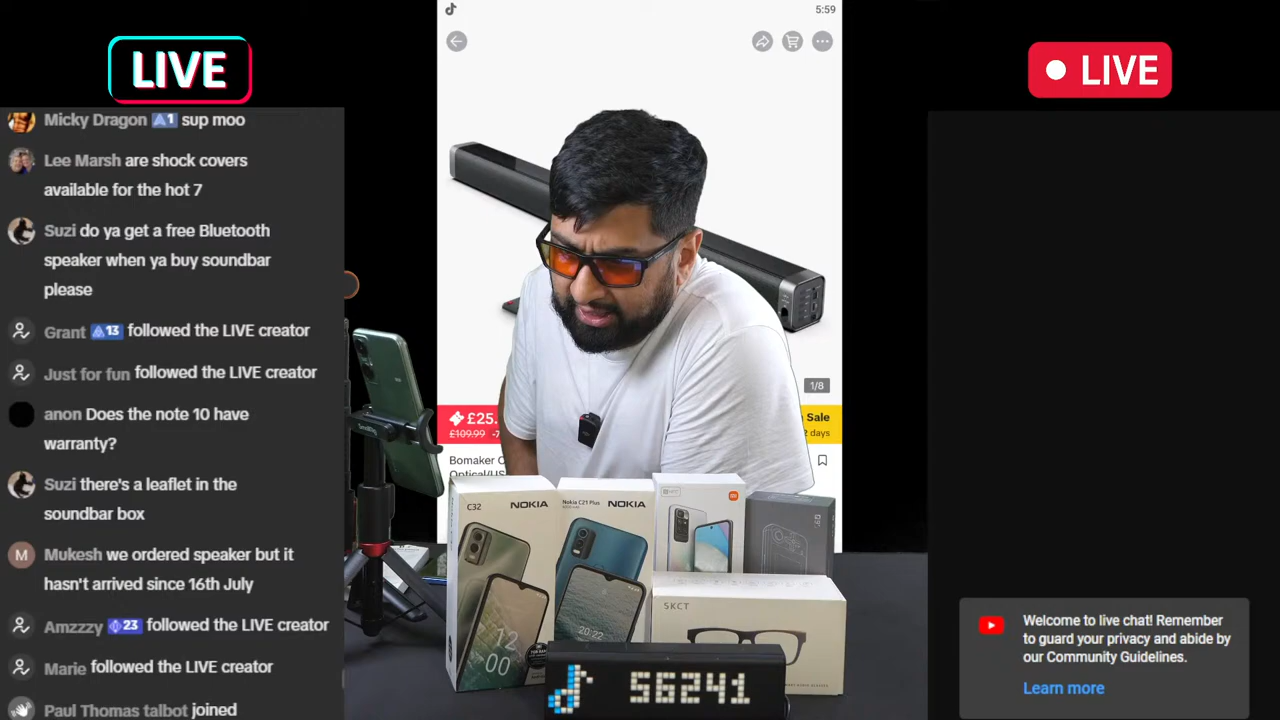 5:59
LIVE
LIVE
Micky Dragon 1 sup moo
Lee Marsh are shock covers
available for the hot 7
Suzi do ya get a free Bluetooth
speaker when ya buy soundbar
please
Grant 13 followed the LIVE creator
Just for fun followed the LIVE creator
anon Does the note 10 have
warranty?
Suzi there's a leaflet in the
soundbar box
Mukesh we ordered speaker but it
hasn't arrived since 16th July
Amzzzy 23 followed the LIVE creator
Marie followed the LIVE creator
Paul Thomas talbot joined
1/8
£25.
£109.99
Sale
2 days
Bomaker
C32 NOKIA
Nokia C21 Plus NOKIA
12
00
20:22
SKCT
56241
Welcome to live chat! Remember
to guard your privacy and abide by
our Community Guidelines.
Learn more